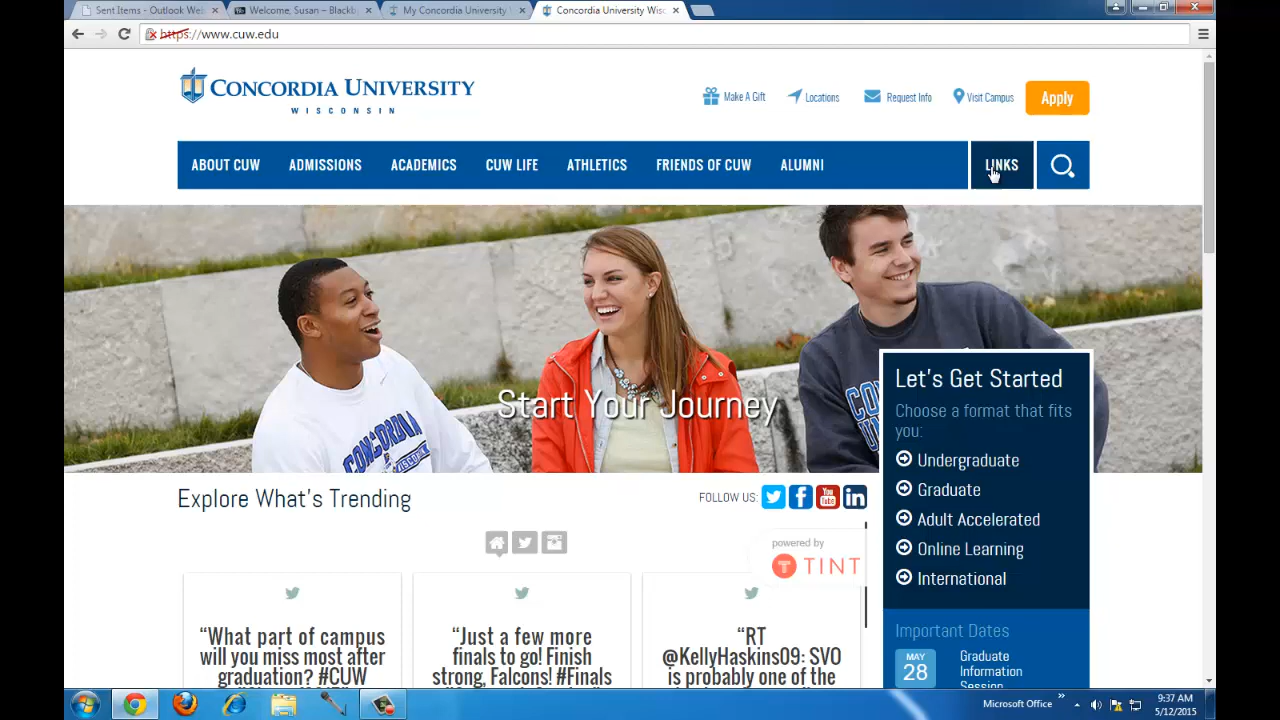 Sent Items - Outlook Wel
Welcome, Susan – Blackb
My Concordia University
Concordia University Wisc
https://www.cuw.edu
CONCORDIA UNIVERSITY
WISCONSIN
Make A Gift
Locations
Request Info
Visit Campus
Apply
ABOUT CUW
ADMISSIONS
ACADEMICS
CUW LIFE
ATHLETICS
FRIENDS OF CUW
ALUMNI
LINKS
Start Your Journey
Let's Get Started
Choose a format that fits
you:
Undergraduate
Graduate
Adult Accelerated
Online Learning
International
Explore What's Trending
FOLLOW US:
powered by
TINT
“What part of campus
will you miss most after
graduation? #CUW
“Just a few more
finals to go! Finish
strong, Falcons! #Finals
“RT
@KellyHaskins09: SVO
is probably one of the
Important Dates
MAY
28
Graduate
Information
Session
Microsoft Office
9:37 AM
5/12/2015